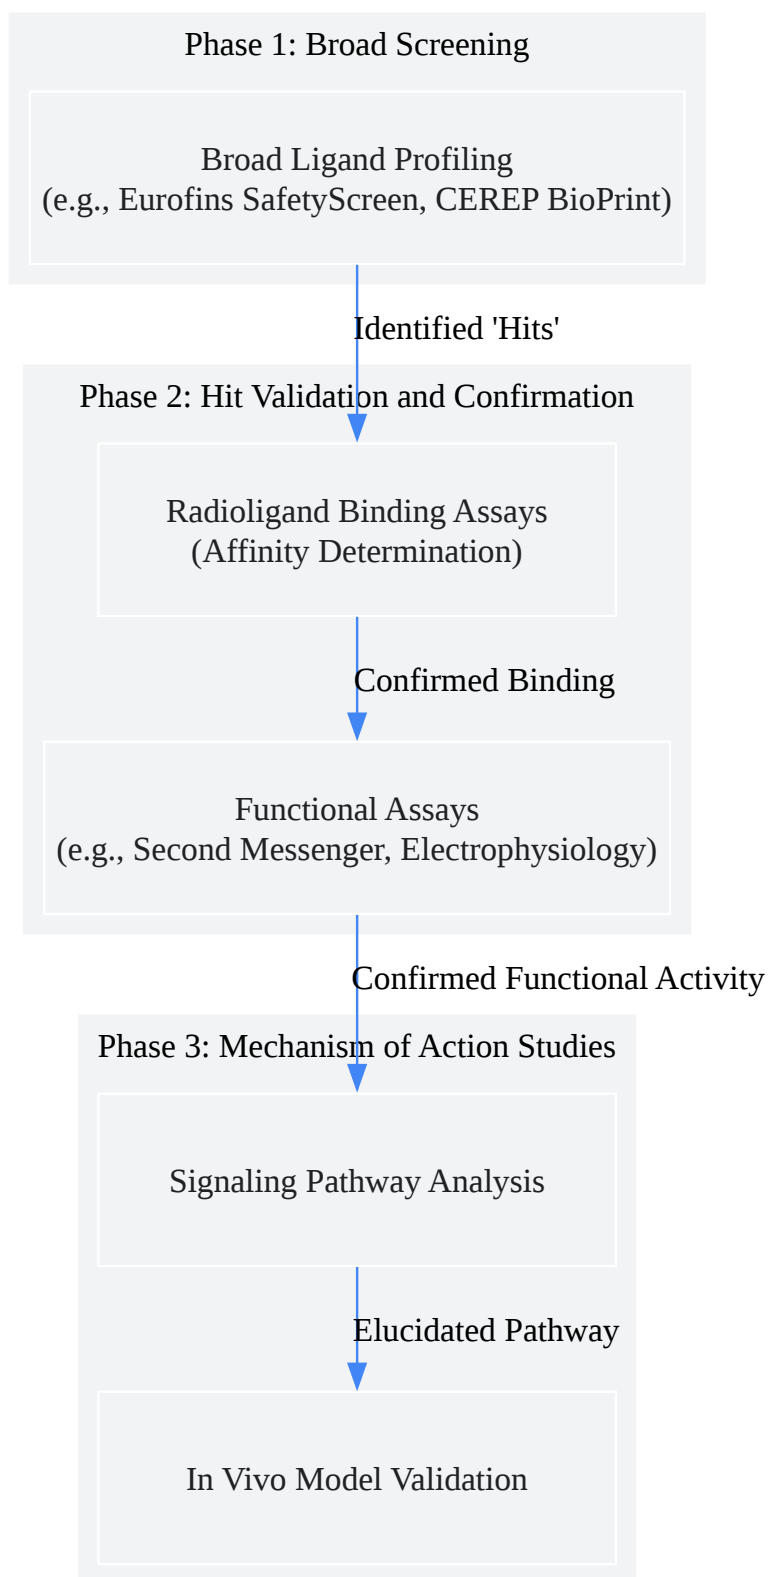 Phase 1: Broad Screening
Broad Ligand Profiling
(e.g., Eurofins SafetyScreen, CEREP BioPrint)
Identified 'Hits'
Phase 2: Hit Validation and Confirmation
Radioligand Binding Assays
(Affinity Determination)
Confirmed Binding
Functional Assays
(e.g., Second Messenger, Electrophysiology)
Confirmed Functional Activity
Phase 3: Mechanism of Action Studies
Signaling Pathway Analysis
Elucidated Pathway
In Vivo Model Validation